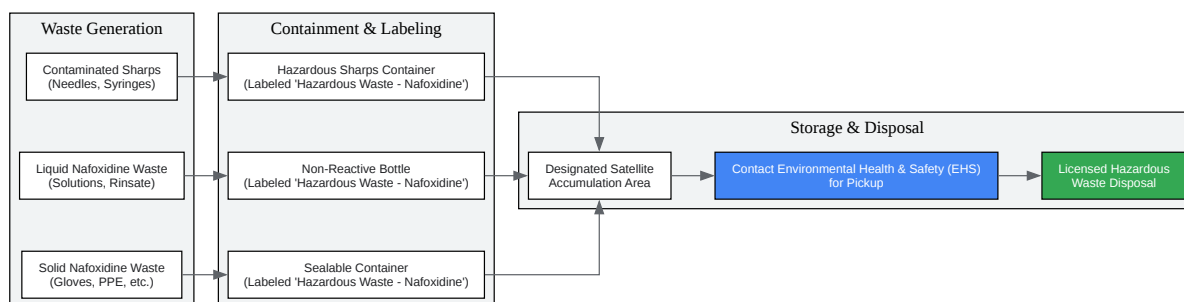 Waste Generation
Contaminated Sharps
(Needles, Syringes)
Liquid Nafoxidine Waste
(Solutions, Rinsate)
Solid Nafoxidine Waste
(Gloves, PPE, etc.)
Containment & Labeling
Hazardous Sharps Container
(Labeled 'Hazardous Waste - Nafoxidine')
Non-Reactive Bottle
(Labeled 'Hazardous Waste - Nafoxidine')
Sealable Container
(Labeled 'Hazardous Waste - Nafoxidine')
Storage & Disposal
Designated Satellite
Accumulation Area
Contact Environmental Health & Safety (EHS)
for Pickup
Licensed Hazardous
Waste Disposal